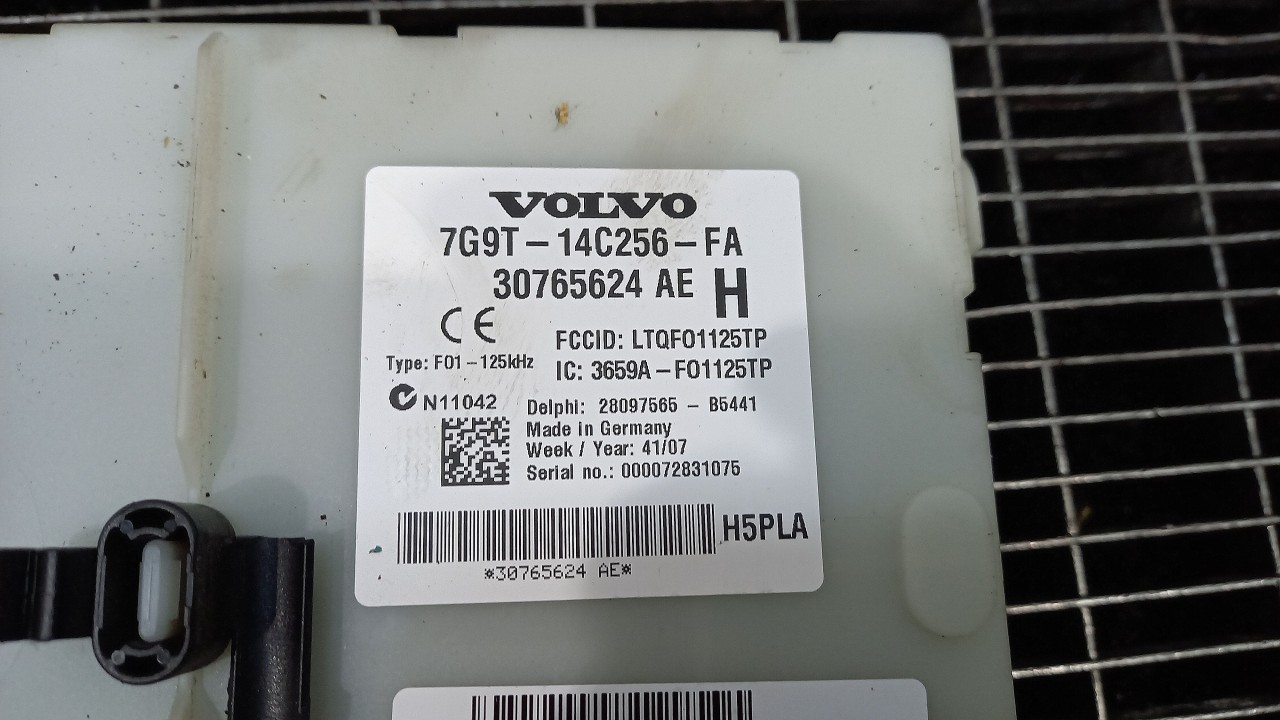 VOLVO
7G9T-14C256-FA
30765624 AE H
CE
FCCID: LTQFO1125TP
Type: F01-125kHz
IC: 3659A-FO1125TP
N11042
Delphi: 28097565 - B5441
Made in Germany
Week / Year: 41/07
Serial no.: 000072831075
H5PLA
*30765624 AE*